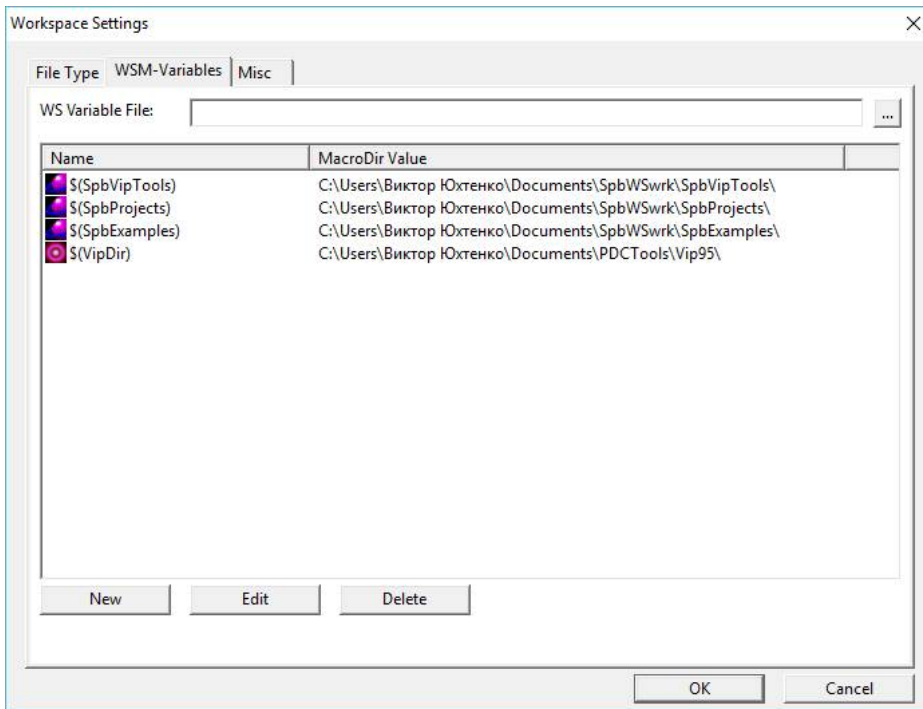 Workspace Settings
File Type WSM-Variables Misc
WS Variable File: ...
Name MacroDir Value
$(SpbVipTools) C:\Users\Виктор Юхтенко\Documents\SpbWSwrk\SpbVipTools\
$(SpbProjects) C:\Users\Виктор Юхтенко\Documents\SpbWSwrk\SpbProjects\
$(SpbExamples) C:\Users\Виктор Юхтенко\Documents\SpbWSwrk\SpbExamples\
$(VipDir) C:\Users\Виктор Юхтенко\Documents\PDCTools\Vip95\
New Edit Delete
OK Cancel